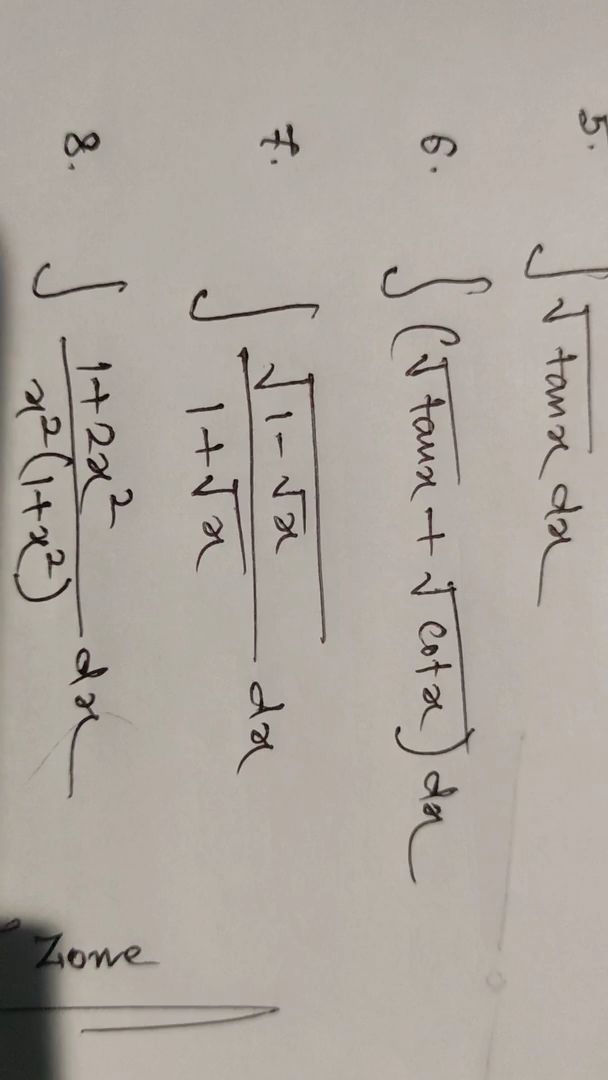 5. ∫ √tanx dx
6. ∫ (√tanx + √cotx) dx
7. ∫ √(1-√x) / (1+√x) dx
8. ∫ (1+2x²) / (x²(1+x²)) dx
Zone